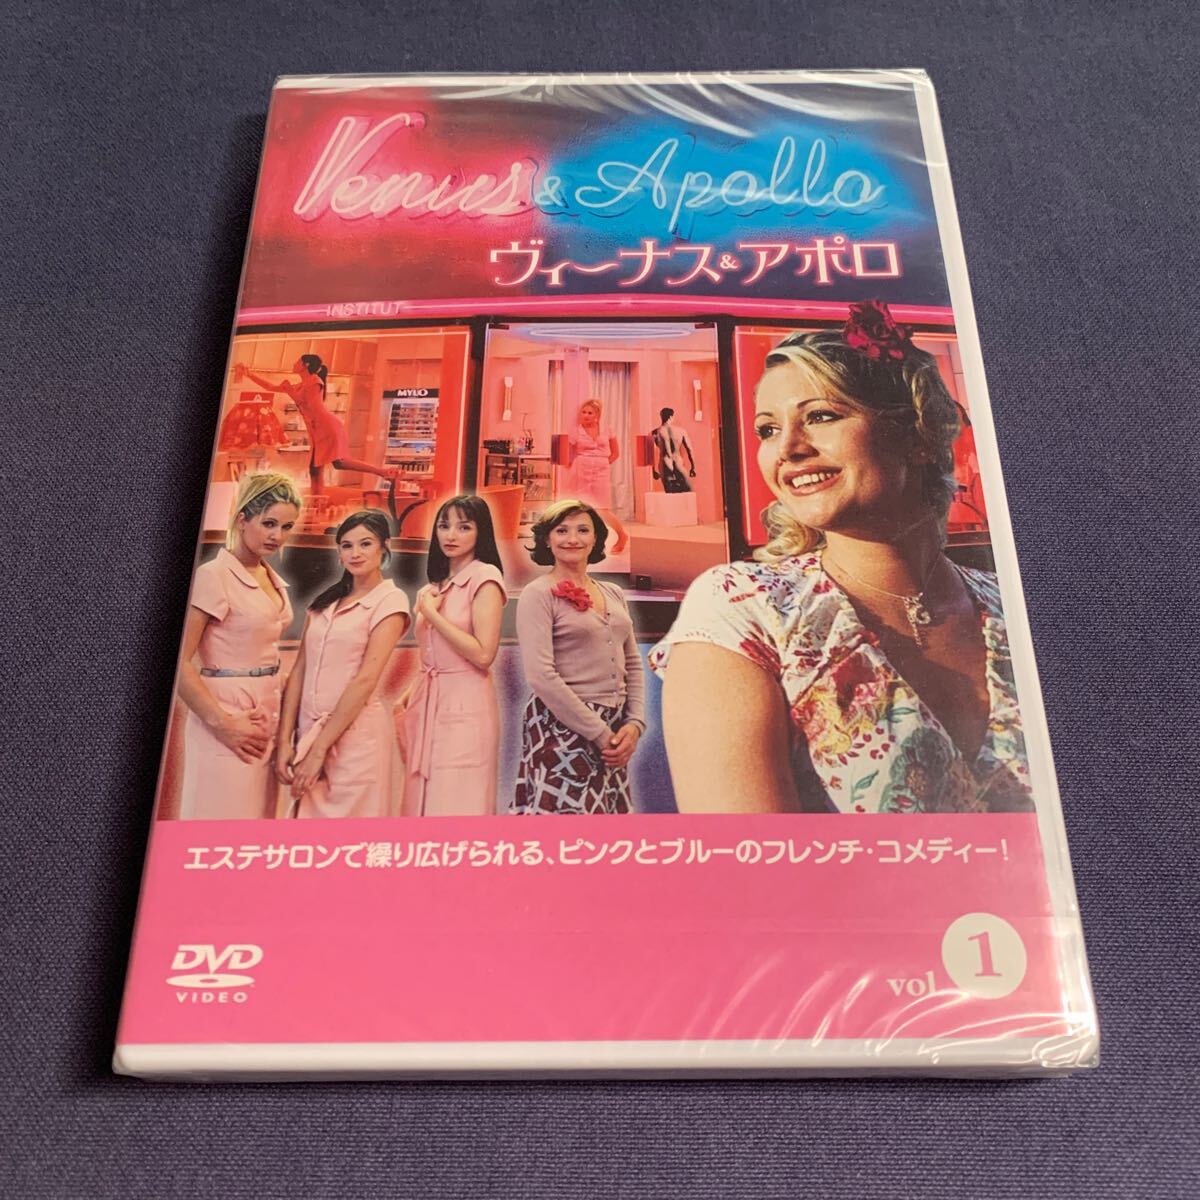 Venus & Apollo
ヴィーナス&アポロ
INSTITUT
MYLO
エステサロンで繰り広げられる、ピンクとブルーのフレンチ・コメディー!
DVD
VIDEO
vol 1